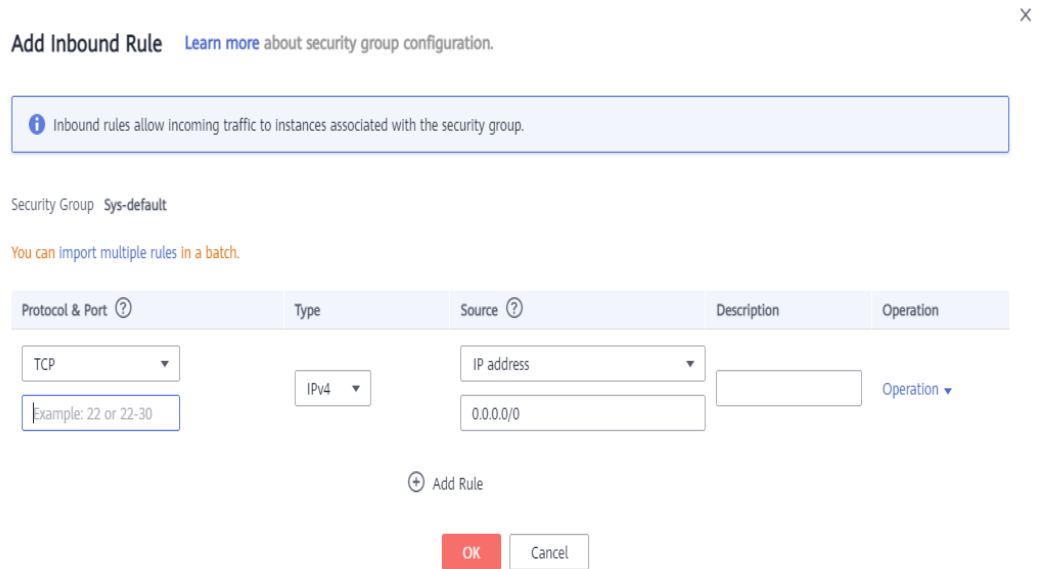 X
Add Inbound Rule Learn more about security group configuration.
Inbound rules allow incoming traffic to instances associated with the security group.
Security Group Sys-default
You can import multiple rules in a batch.
Protocol & Port ? Type Source ? Description Operation
TCP IP address
IPv4 Operation
Example: 22 or 22-30 0.0.0.0/0
Add Rule
OK Cancel